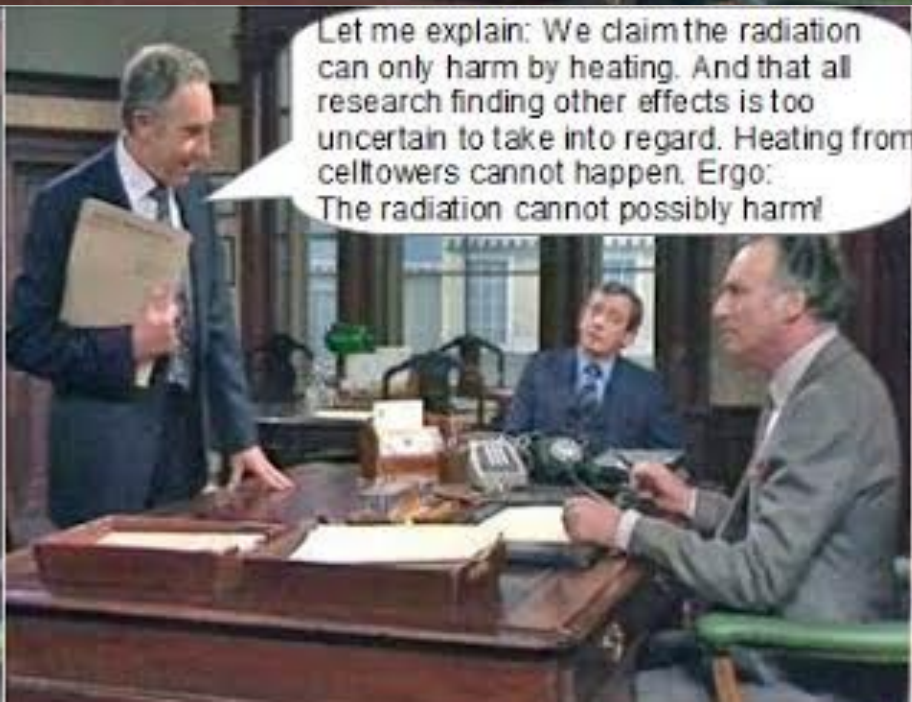 Let me explain: We claim the radiation
can only harm by heating. And that all
research finding other effects is too
uncertain to take into regard. Heating from
celltowers cannot happen. Ergo:
The radiation cannot possibly harm!